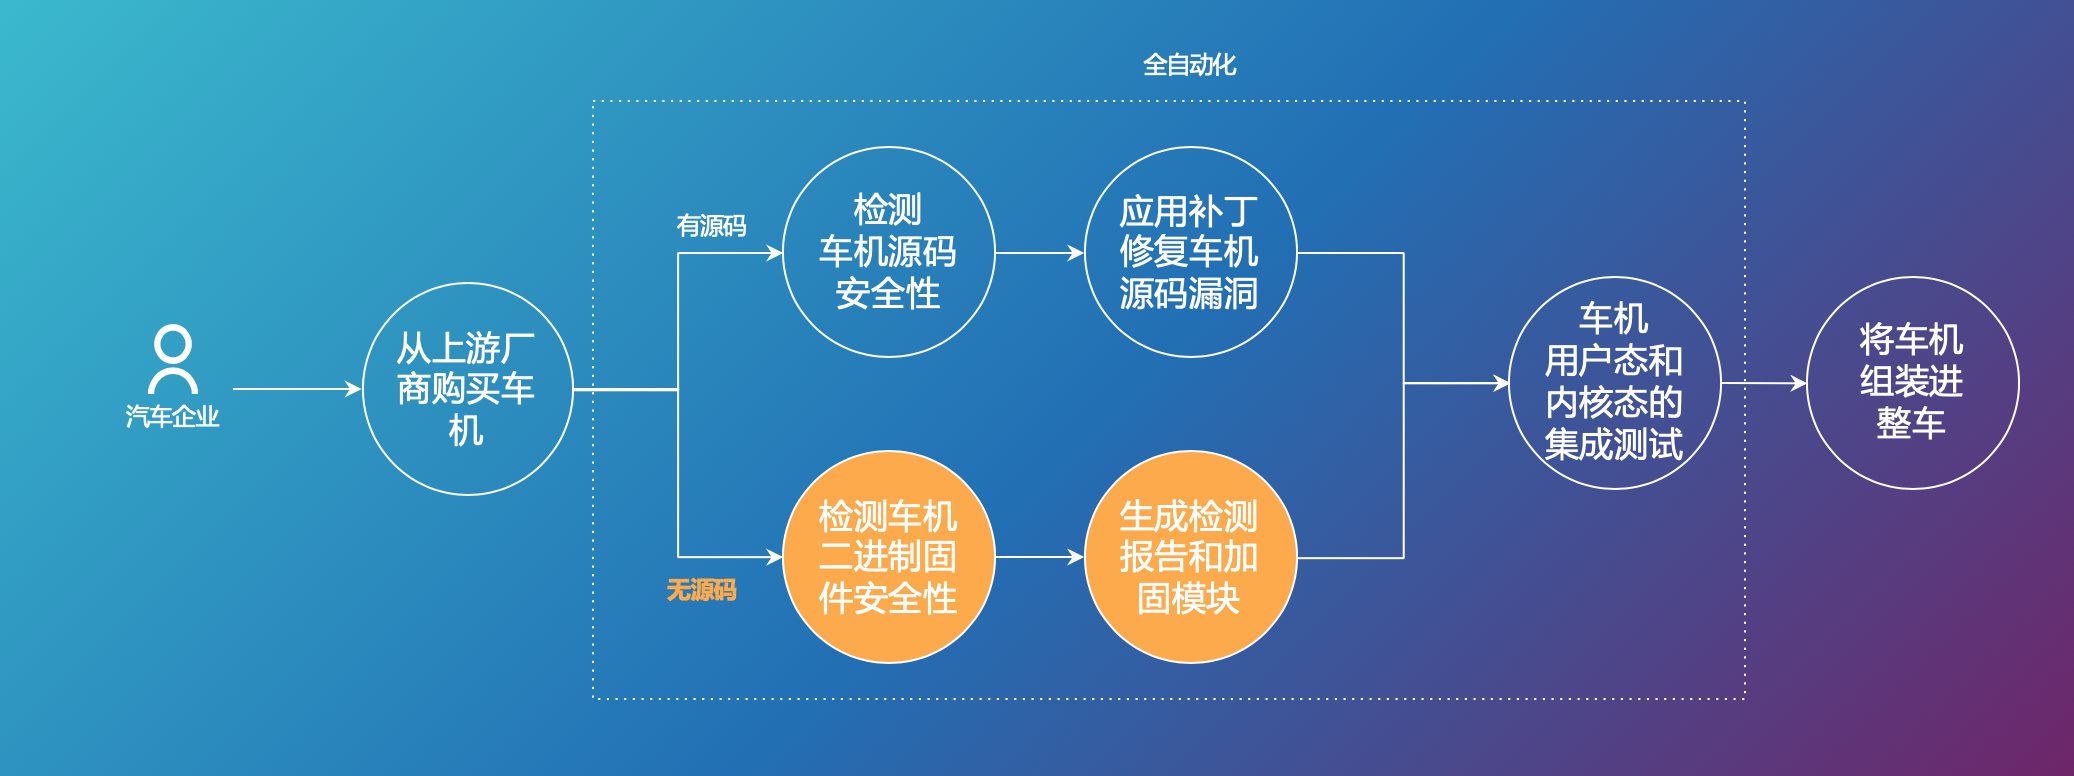 全自动化
汽车企业
从上游厂
商购买车
机
有源码
检测
车机源码
安全性
应用补丁
修复车机
源码漏洞
无源码
检测车机
二进制固
件安全性
生成检测
报告和加
固模块
车机
用户态和
内核态的
集成测试
将车机
组装进
整车